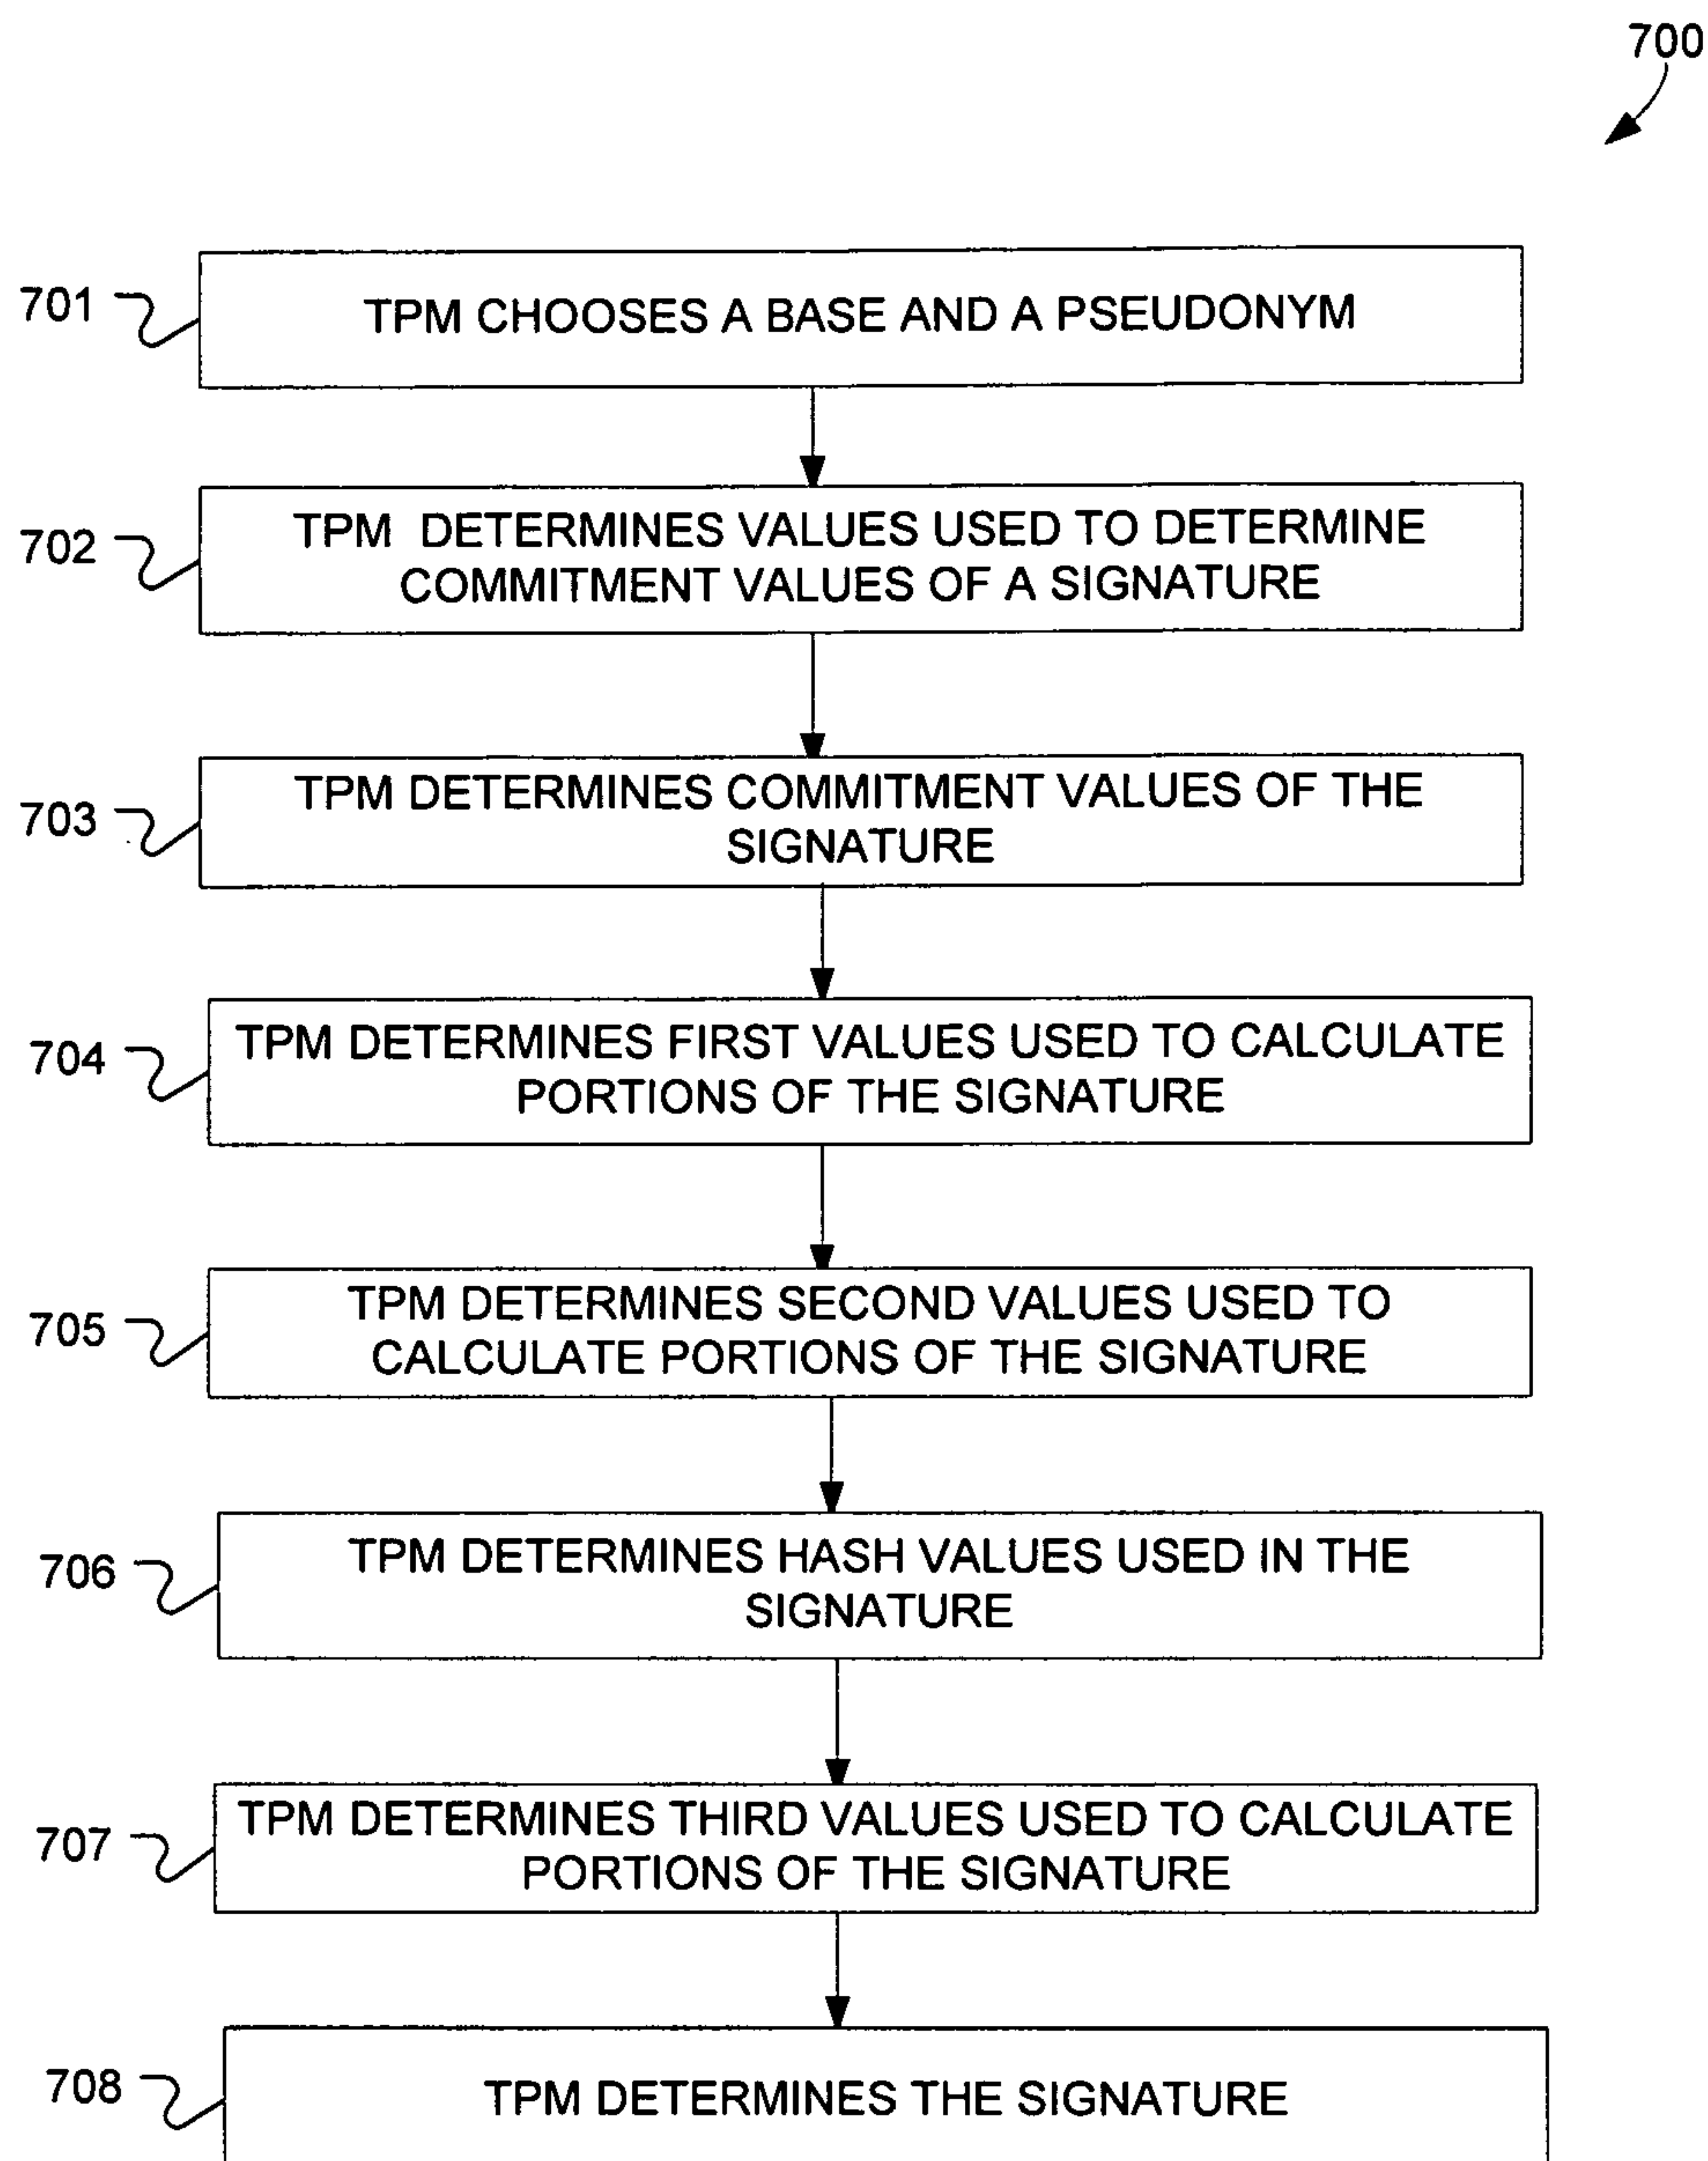 700
701
TPM CHOOSES A BASE AND A PSEUDONYM
702
TPM DETERMINES VALUES USED TO DETERMINE
COMMITMENT VALUES OF A SIGNATURE
703
TPM DETERMINES COMMITMENT VALUES OF THE
SIGNATURE
704
TPM DETERMINES FIRST VALUES USED TO CALCULATE
PORTIONS OF THE SIGNATURE
705
TPM DETERMINES SECOND VALUES USED TO
CALCULATE PORTIONS OF THE SIGNATURE
706
TPM DETERMINES HASH VALUES USED IN THE
SIGNATURE
707
TPM DETERMINES THIRD VALUES USED TO CALCULATE
PORTIONS OF THE SIGNATURE
708
TPM DETERMINES THE SIGNATURE